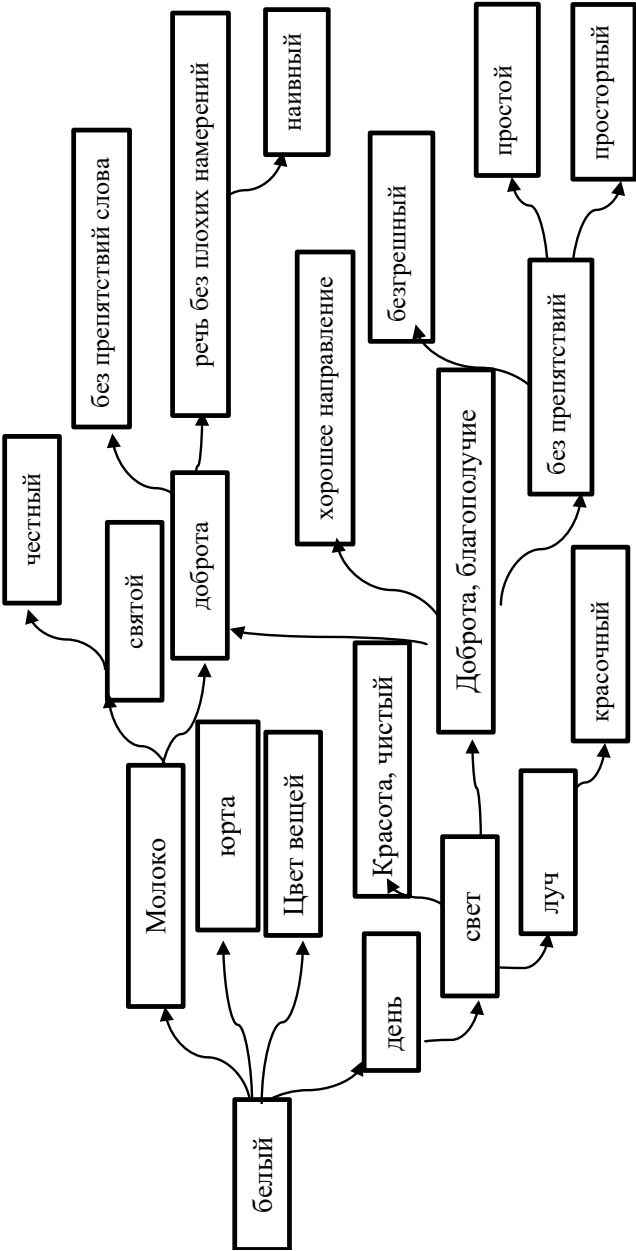 белый
Молоко
юрта
Цвет вещей
день
честный
святой
доброта
Красота, чистый
свет
луч
без препятствий слова
речь без плохих намерений
наивный
хорошее направление
Доброта, благополучие
красочный
безгрешный
без препятствий
простой
просторный